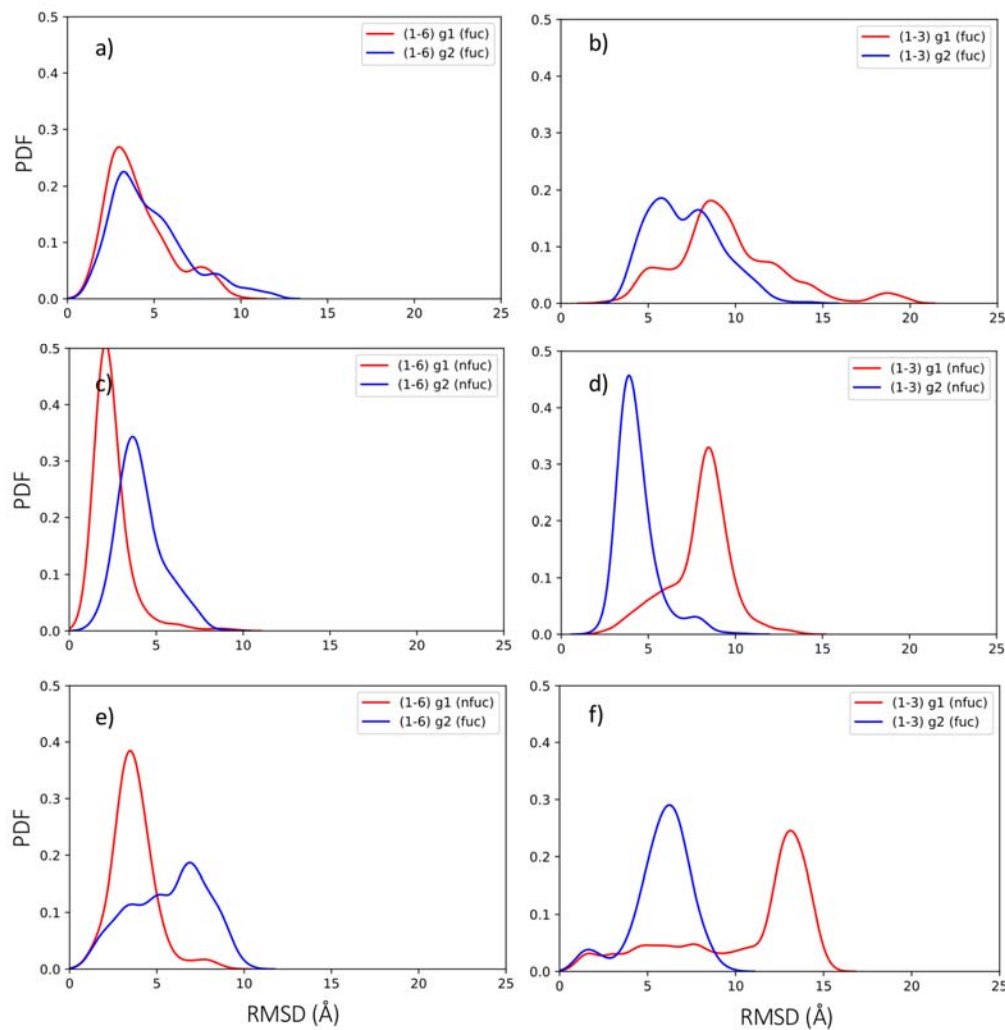 a)
(1-6) g1 (fuc)
(1-6) g2 (fuc)
PDF
0.5
0.4
0.3
0.2
0.1
0.0
0 5 10 15 20 25
b)
(1-3) g1 (fuc)
(1-3) g2 (fuc)
0.5
0.4
0.3
0.2
0.1
0.0
0 5 10 15 20 25
c)
(1-6) g1 (nfuc)
(1-6) g2 (nfuc)
PDF
0.5
0.4
0.3
0.2
0.1
0.0
0 5 10 15 20 25
d)
(1-3) g1 (nfuc)
(1-3) g2 (nfuc)
0.5
0.4
0.3
0.2
0.1
0.0
0 5 10 15 20 25
e)
(1-6) g1 (nfuc)
(1-6) g2 (fuc)
PDF
0.5
0.4
0.3
0.2
0.1
0.0
0 5 10 15 20 25
RMSD (Å)
f)
(1-3) g1 (nfuc)
(1-3) g2 (fuc)
0.5
0.4
0.3
0.2
0.1
0.0
0 5 10 15 20 25
RMSD (Å)